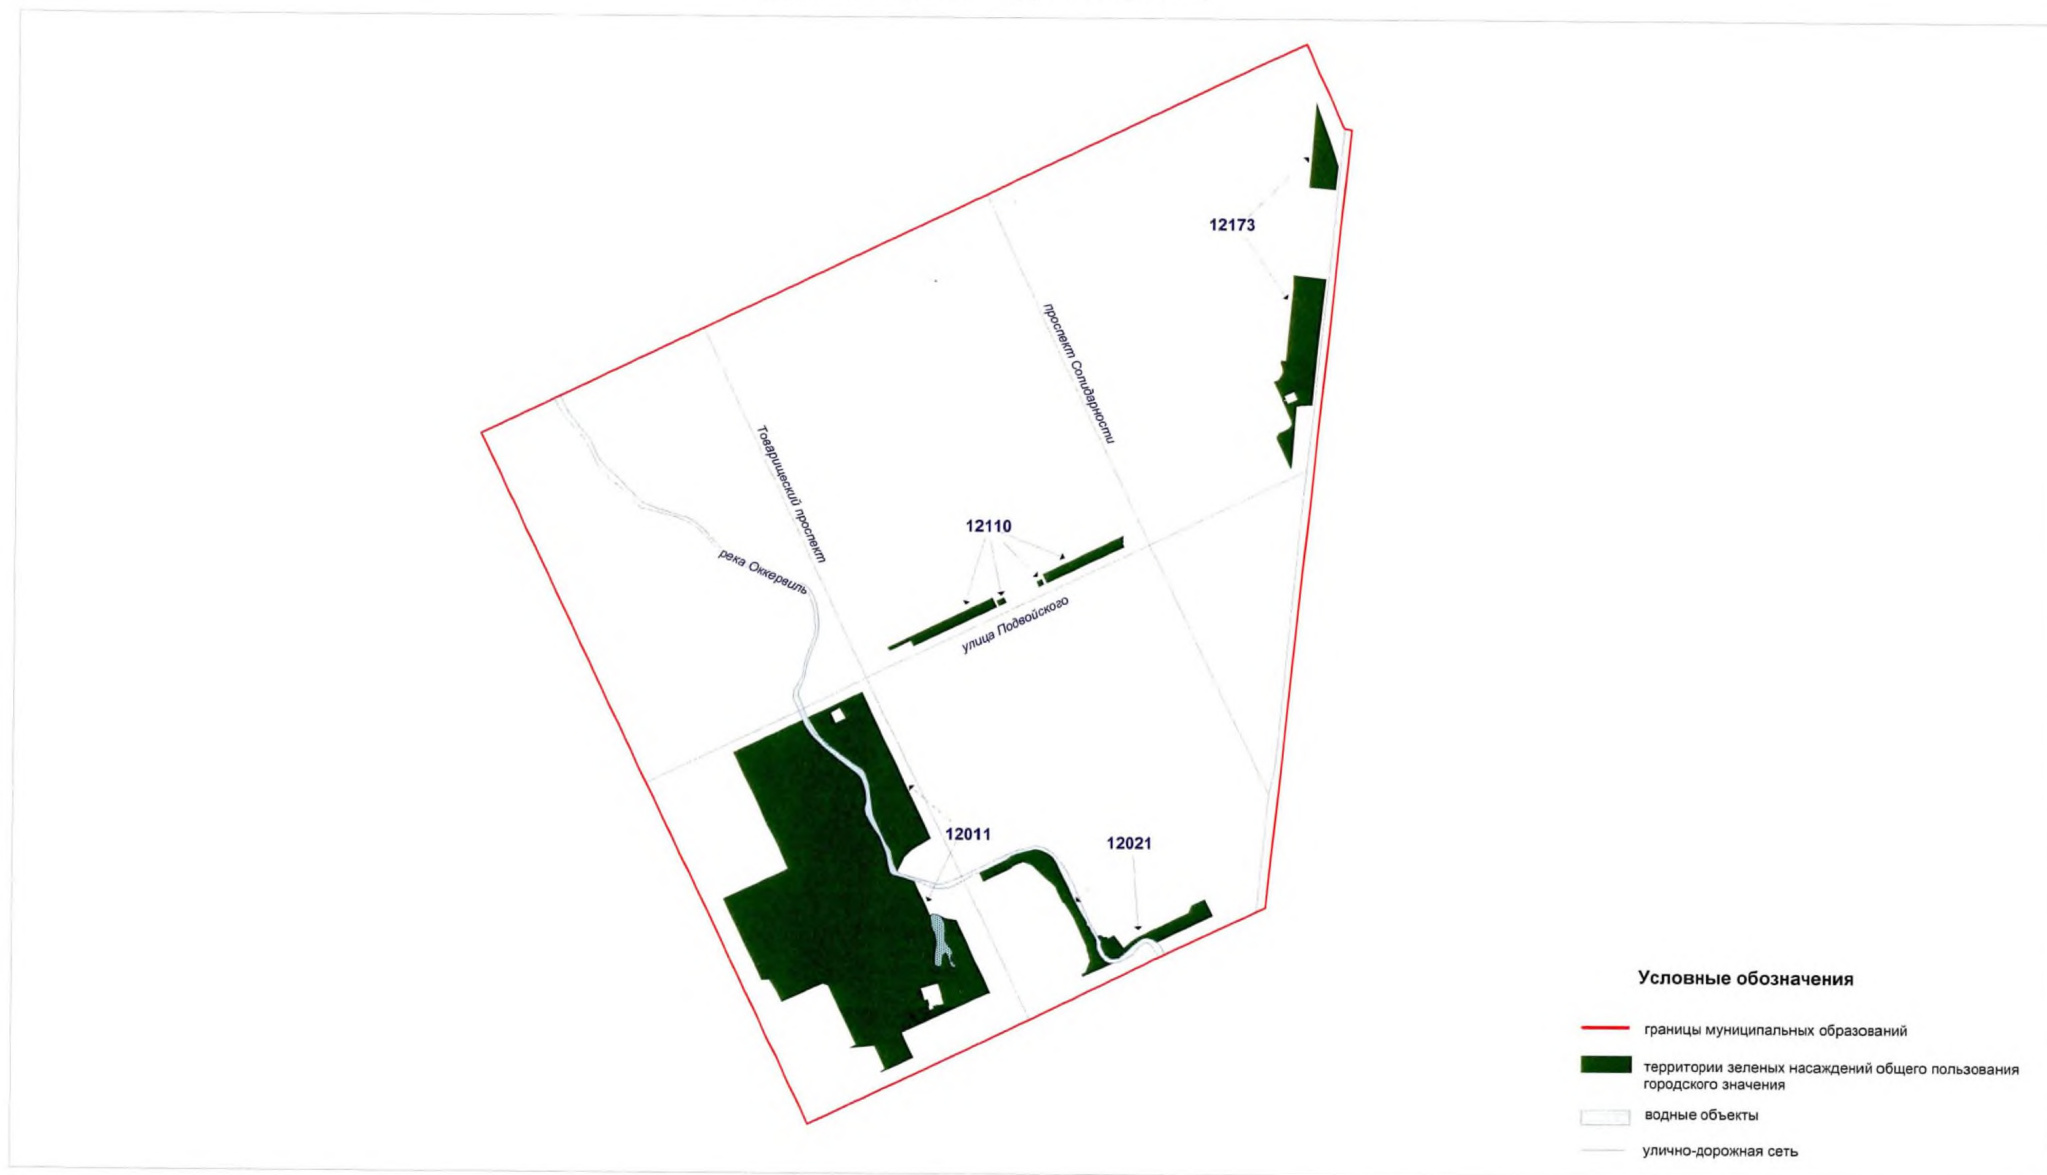 12173
проспект Солидарности
Товарищеский проспект
12110
река Оккервиль
улица Подвойского
12011
12021
Условные обозначения
границы муниципальных образований
территории зеленых насаждений общего пользования
городского значения
водные объекты
улично-дорожная сеть